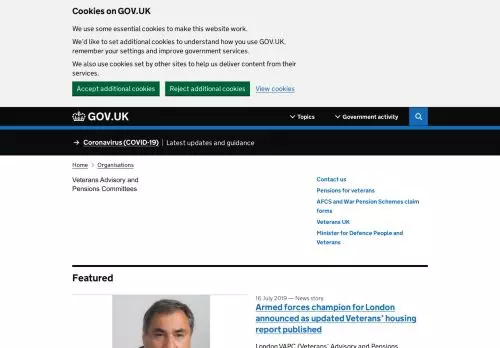 Cookies on GOV.UK
We use some essential cookies to make this website work.
We'd like to set additional cookies to understand how you use GOV.UK,
remember your settings and improve government services.
We also use cookies set by other sites to help us deliver content from their
services.
Accept additional cookies Reject additional cookies View cookies
GOV.UK Topics Government activity
→ Coronavirus (COVID-19) | Latest updates and guidance
Home > Organisations
Veterans Advisory and
Pensions Committees
Contact us
Pensions for veterans
AFCS and War Pension Schemes claim
forms
Veterans UK
Minister for Defence People and
Veterans
Featured
16 July 2019 — News story
Armed forces champion for London
announced as updated Veterans' housing
report published
London VAPC (Veterans' Advisory and Pensions